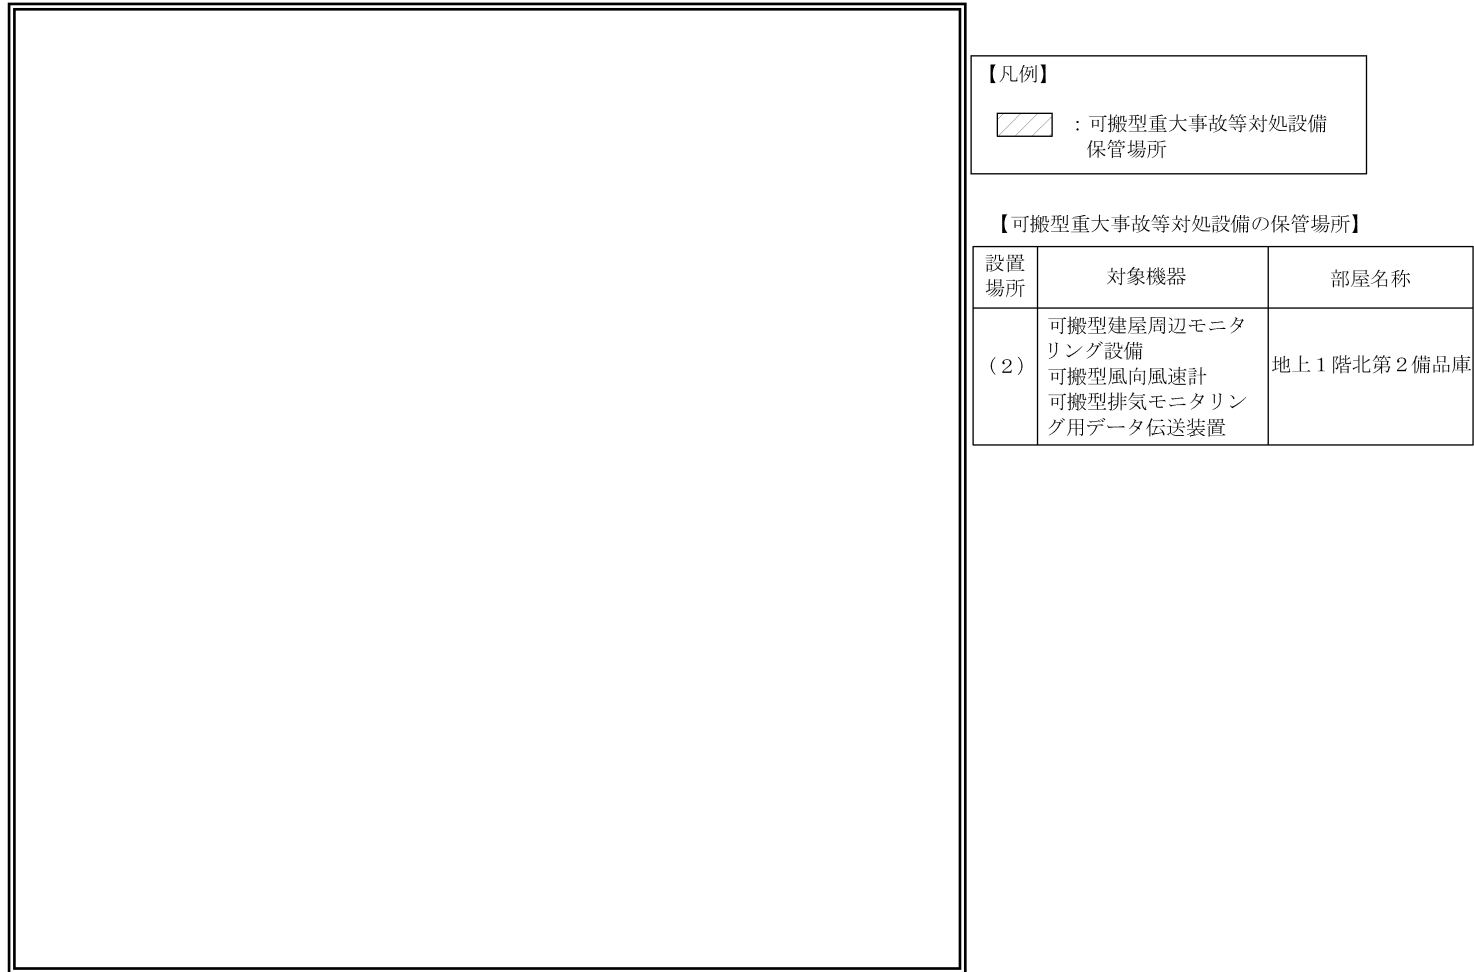 【凡例】
：可搬型重大事故等対処設備
保管場所
【可搬型重大事故等対処設備の保管場所】
設置
場所
対象機器
部屋名称
（２）
可搬型建屋周辺モニタ
リング設備
可搬型風向風速計
可搬型排気モニタリン
グ用データ伝送装置
地上１階北第２備品庫